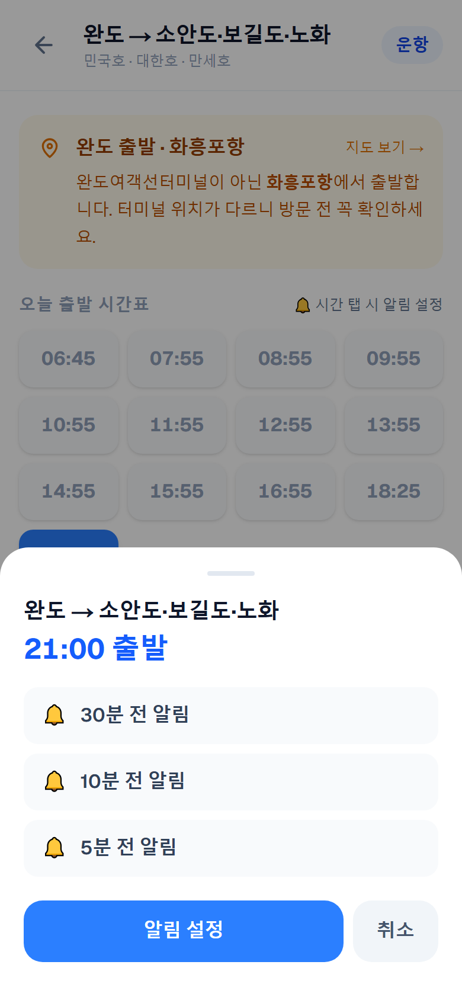 완도 → 소안도·보길도·노화
민국호 · 대한호 · 만세호
운항
완도 출발 · 화흥포항
지도 보기 →
완도여객선터미널이 아닌 화흥포항에서 출발합
니다. 터미널 위치가 다르니 방문 전 꼭 확인하세
요.
오늘 출발 시간표
🔔 시간 탭 시 알림 설정
06:45 07:55 08:55 09:55
10:55 11:55 12:55 13:55
14:55 15:55 16:55 18:25
완도 → 소안도·보길도·노화
21:00 출발
🔔 30분 전 알림
🔔 10분 전 알림
🔔 5분 전 알림
알림 설정
취소